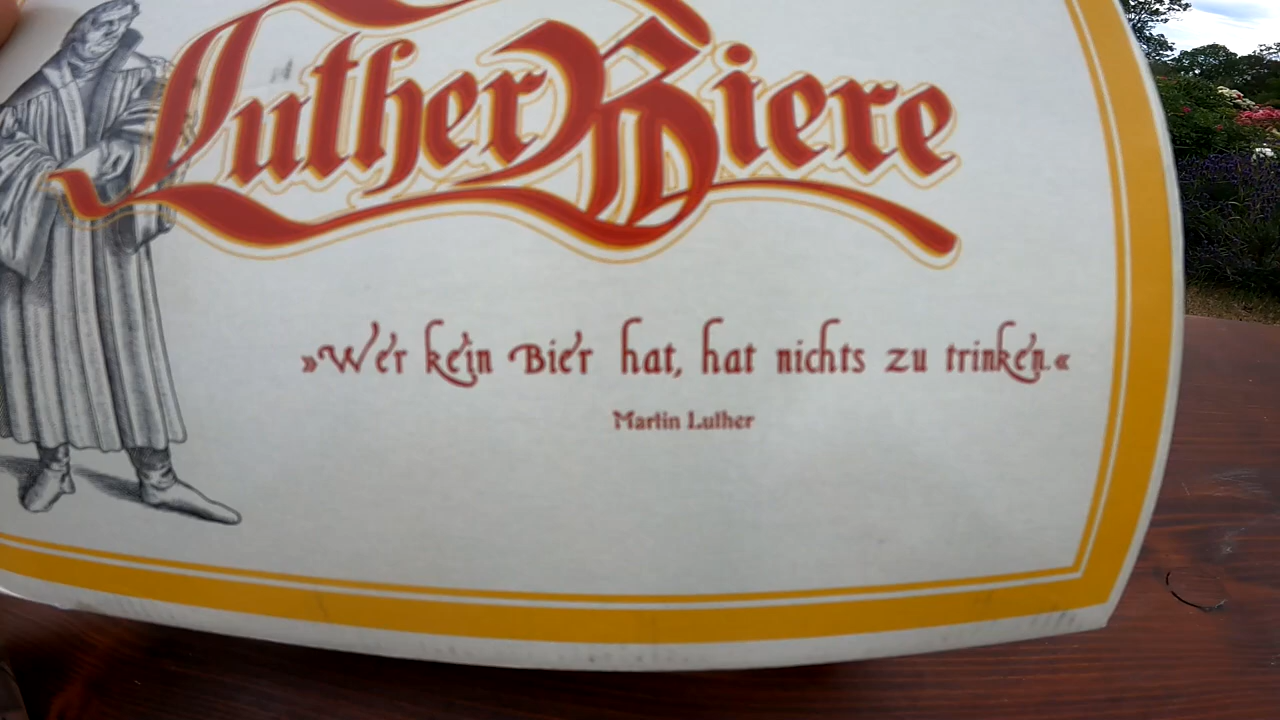 Luther Biere
»Wer kein Bier hat, hat nichts zu trinken.«
Martin Luther